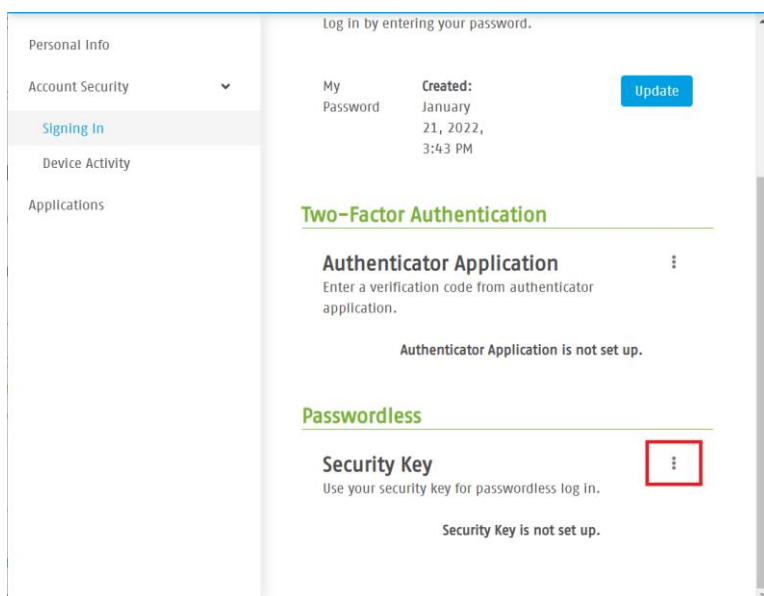 Personal Info
Account Security
Signing In
Device Activity
Applications
Log in by entering your password.
My
Password
Created:
January
21, 2022,
3:43 PM
Update
Two-Factor Authentication
Authenticator Application
Enter a verification code from authenticator
application.
Authenticator Application is not set up.
Passwordless
Security Key
Use your security key for passwordless log in.
Security Key is not set up.